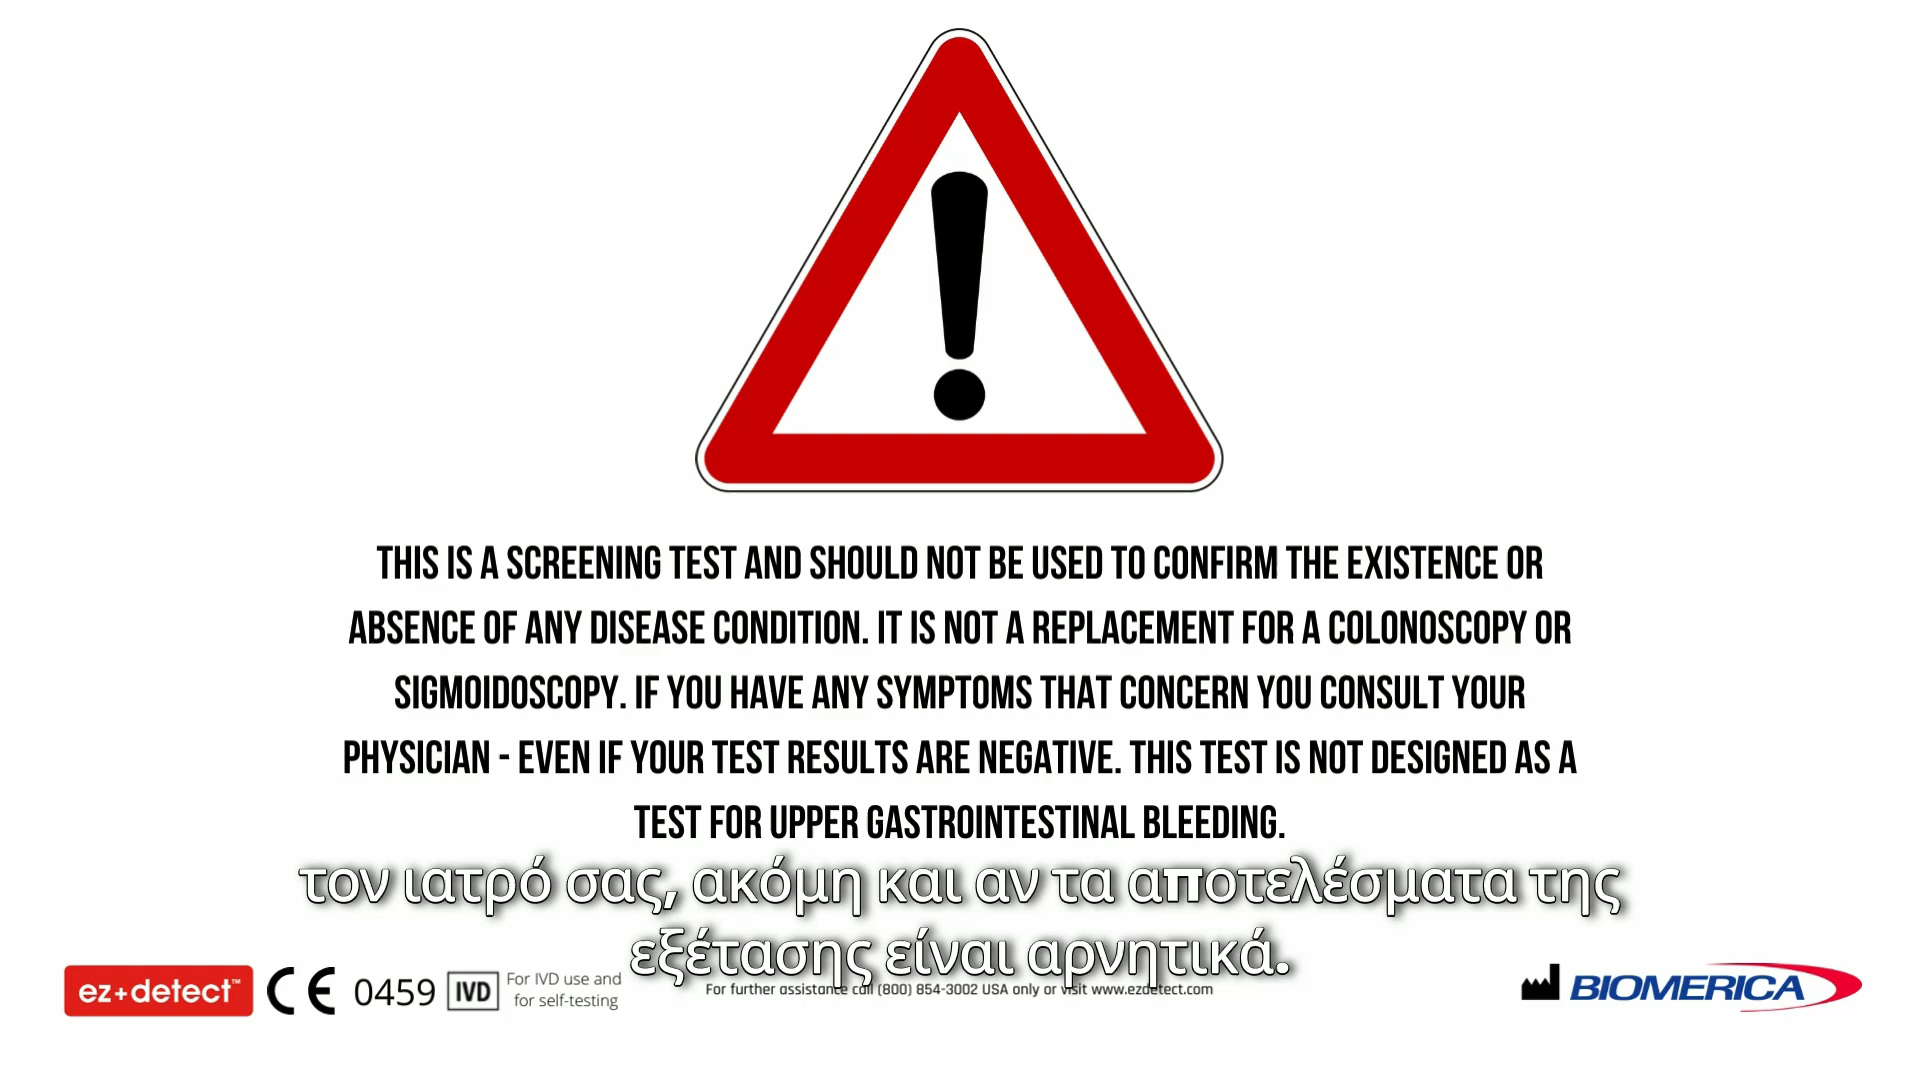 THIS IS A SCREENING TEST AND SHOULD NOT BE USED TO CONFIRM THE EXISTENCE OR
ABSENCE OF ANY DISEASE CONDITION. IT IS NOT A REPLACEMENT FOR A COLONOSCOPY OR
SIGMOIDOSCOPY. IF YOU HAVE ANY SYMPTOMS THAT CONCERN YOU CONSULT YOUR
PHYSICIAN - EVEN IF YOUR TEST RESULTS ARE NEGATIVE. THIS TEST IS NOT DESIGNED AS A
TEST FOR UPPER GASTROINTESTINAL BLEEDING.
τον ιατρό σας, ακόμη και αν τα αποτελέσματα της
εξέτασης είναι αρνητικά.
ez+detect™ CE 0459 IVD
For IVD use and
for self-testing
For further assistance call (800) 854-3002 USA only or visit www.ezdetect.com
BIOMERICA